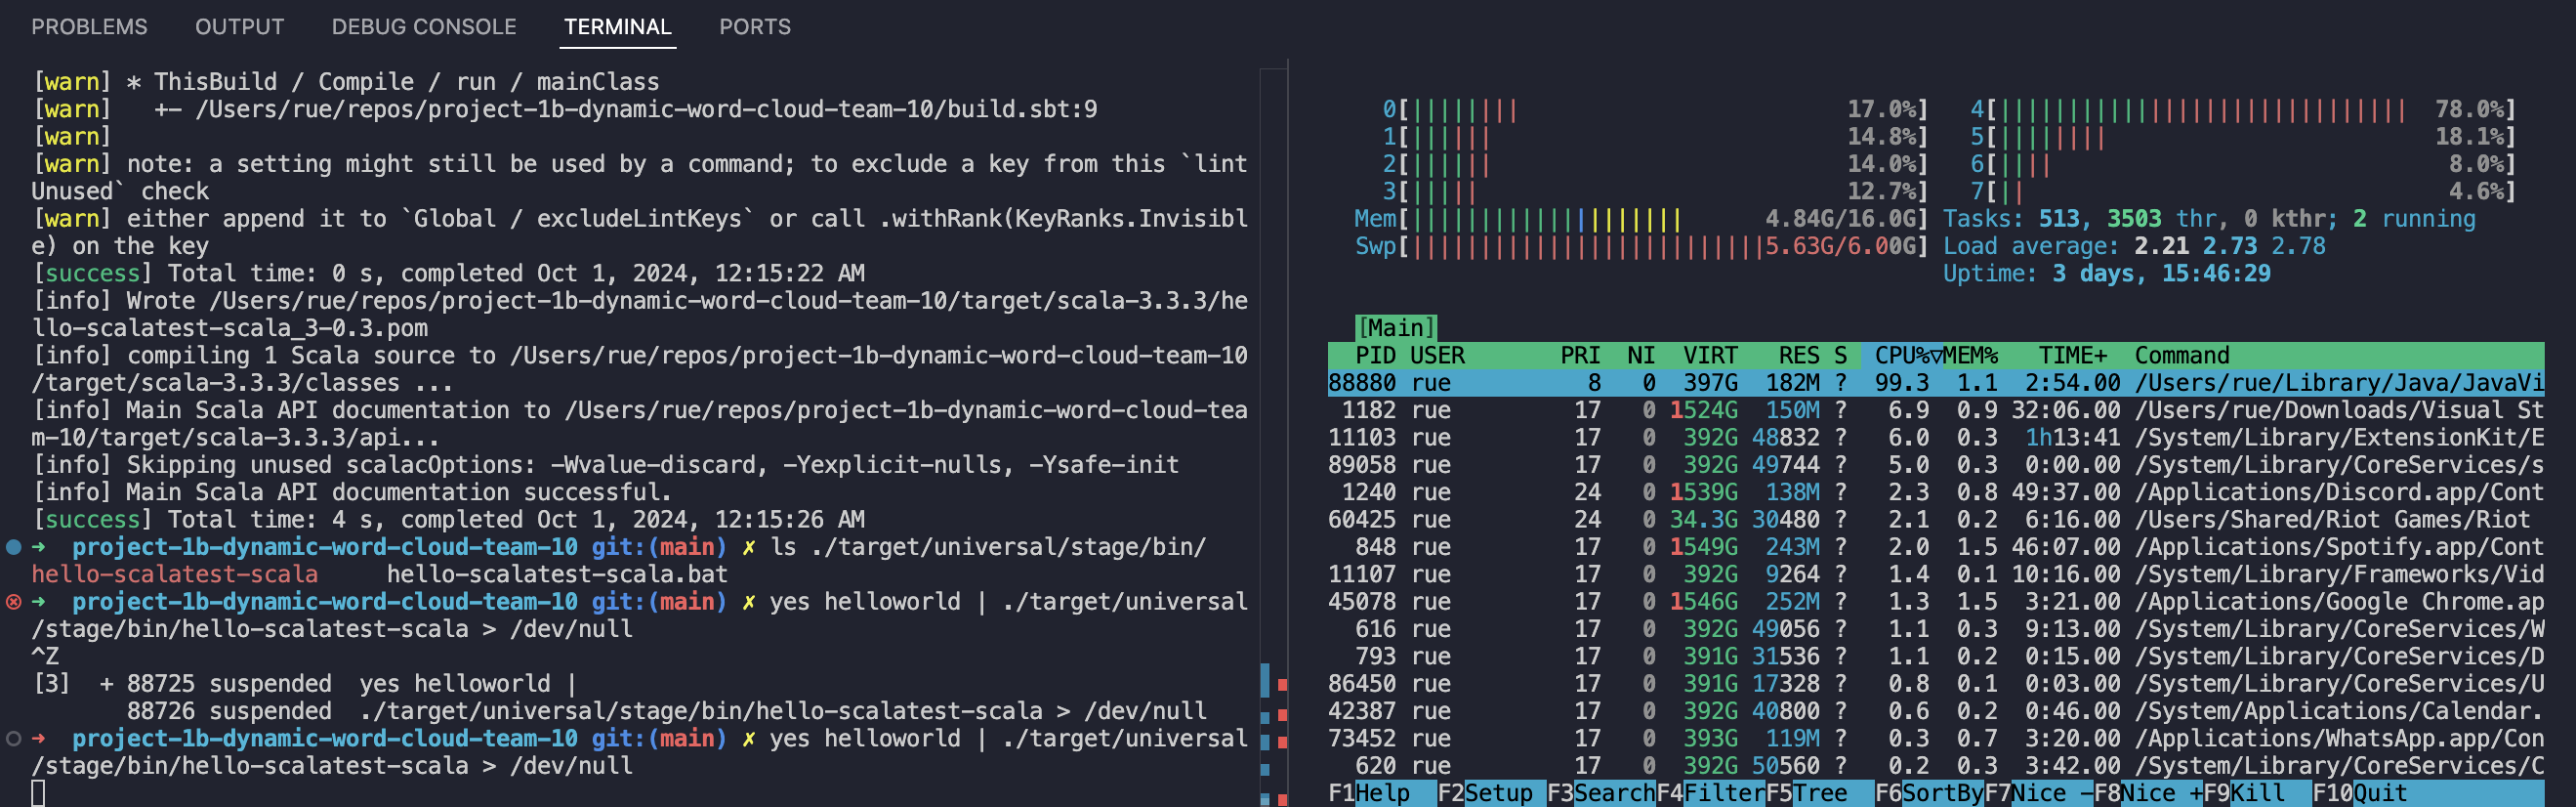 PROBLEMS OUTPUT DEBUG CONSOLE TERMINAL PORTS
[warn] * ThisBuild / Compile / run / mainClass
[warn]   +- /Users/rue/repos/project-1b-dynamic-word-cloud-team-10/build.sbt:9
[warn]
[warn] note: a setting might still be used by a command; to exclude a key from this `lint
Unused` check
[warn] either append it to `Global / excludeLintKeys` or call .withRank(KeyRanks.Invisibl
e) on the key
[success] Total time: 0 s, completed Oct 1, 2024, 12:15:22 AM
[info] Wrote /Users/rue/repos/project-1b-dynamic-word-cloud-team-10/target/scala-3.3.3/he
llo-scalatest-scala_3-0.3.pom
[info] compiling 1 Scala source to /Users/rue/repos/project-1b-dynamic-word-cloud-team-10
/target/scala-3.3.3/classes ...
[info] Main Scala API documentation to /Users/rue/repos/project-1b-dynamic-word-cloud-tea
m-10/target/scala-3.3.3/api...
[info] Skipping unused scalacOptions: -Wvalue-discard, -Yexplicit-nulls, -Ysafe-init
[info] Main Scala API documentation successful.
[success] Total time: 4 s, completed Oct 1, 2024, 12:15:26 AM
➜  project-1b-dynamic-word-cloud-team-10 git:(main) ✗ ls ./target/universal/stage/bin/
hello-scalatest-scala     hello-scalatest-scala.bat
➜  project-1b-dynamic-word-cloud-team-10 git:(main) ✗ yes helloworld | ./target/universal
/stage/bin/hello-scalatest-scala > /dev/null
^Z
[3]  + 88725 suspended  yes helloworld |
       88726 suspended  ./target/universal/stage/bin/hello-scalatest-scala > /dev/null
➜  project-1b-dynamic-word-cloud-team-10 git:(main) ✗ yes helloworld | ./target/universal
/stage/bin/hello-scalatest-scala > /dev/null
0[|||||||| 17.0%] 4[|||||||||||||||||||||||||||||| 78.0%]
1[|||||| 14.8%] 5[|||||||| 18.1%]
2[|||||| 14.0%] 6[|||| 8.0%]
3[||||| 12.7%] 7[|| 4.6%]
Mem[|||||||||||||||||||| 4.84G/16.0G] Tasks: 513, 3503 thr, 0 kthr; 2 running
Swp[||||||||||||||||||||||||||5.63G/6.00G] Load average: 2.21 2.73 2.78
Uptime: 3 days, 15:46:29
[Main]
PID USER PRI NI VIRT RES S CPU%▽MEM% TIME+ Command
88880 rue 8 0 397G 182M ? 99.3 1.1 2:54.00 /Users/rue/Library/Java/JavaVi
1182 rue 17 0 1524G 150M ? 6.9 0.9 32:06.00 /Users/rue/Downloads/Visual St
11103 rue 17 0 392G 48832 ? 6.0 0.3 1h13:41 /System/Library/ExtensionKit/E
89058 rue 17 0 392G 49744 ? 5.0 0.3 0:00.00 /System/Library/CoreServices/s
1240 rue 24 0 1539G 138M ? 2.3 0.8 49:37.00 /Applications/Discord.app/Cont
60425 rue 24 0 34.3G 30480 ? 2.1 0.2 6:16.00 /Users/Shared/Riot Games/Riot
848 rue 17 0 1549G 243M ? 2.0 1.5 46:07.00 /Applications/Spotify.app/Cont
11107 rue 17 0 392G 9264 ? 1.4 0.1 10:16.00 /System/Library/Frameworks/Vid
45078 rue 17 0 1546G 252M ? 1.3 1.5 3:21.00 /Applications/Google Chrome.ap
616 rue 17 0 392G 49056 ? 1.1 0.3 9:13.00 /System/Library/CoreServices/W
793 rue 17 0 391G 31536 ? 1.1 0.2 0:15.00 /System/Library/CoreServices/D
86450 rue 17 0 391G 17328 ? 0.8 0.1 0:03.00 /System/Library/CoreServices/U
42387 rue 17 0 392G 40800 ? 0.6 0.2 0:46.00 /System/Applications/Calendar.
73452 rue 17 0 393G 119M ? 0.3 0.7 3:20.00 /Applications/WhatsApp.app/Con
620 rue 17 0 392G 50560 ? 0.2 0.3 3:42.00 /System/Library/CoreServices/C
F1Help F2Setup F3SearchF4FilterF5Tree F6SortByF7Nice -F8Nice +F9Kill F10Quit